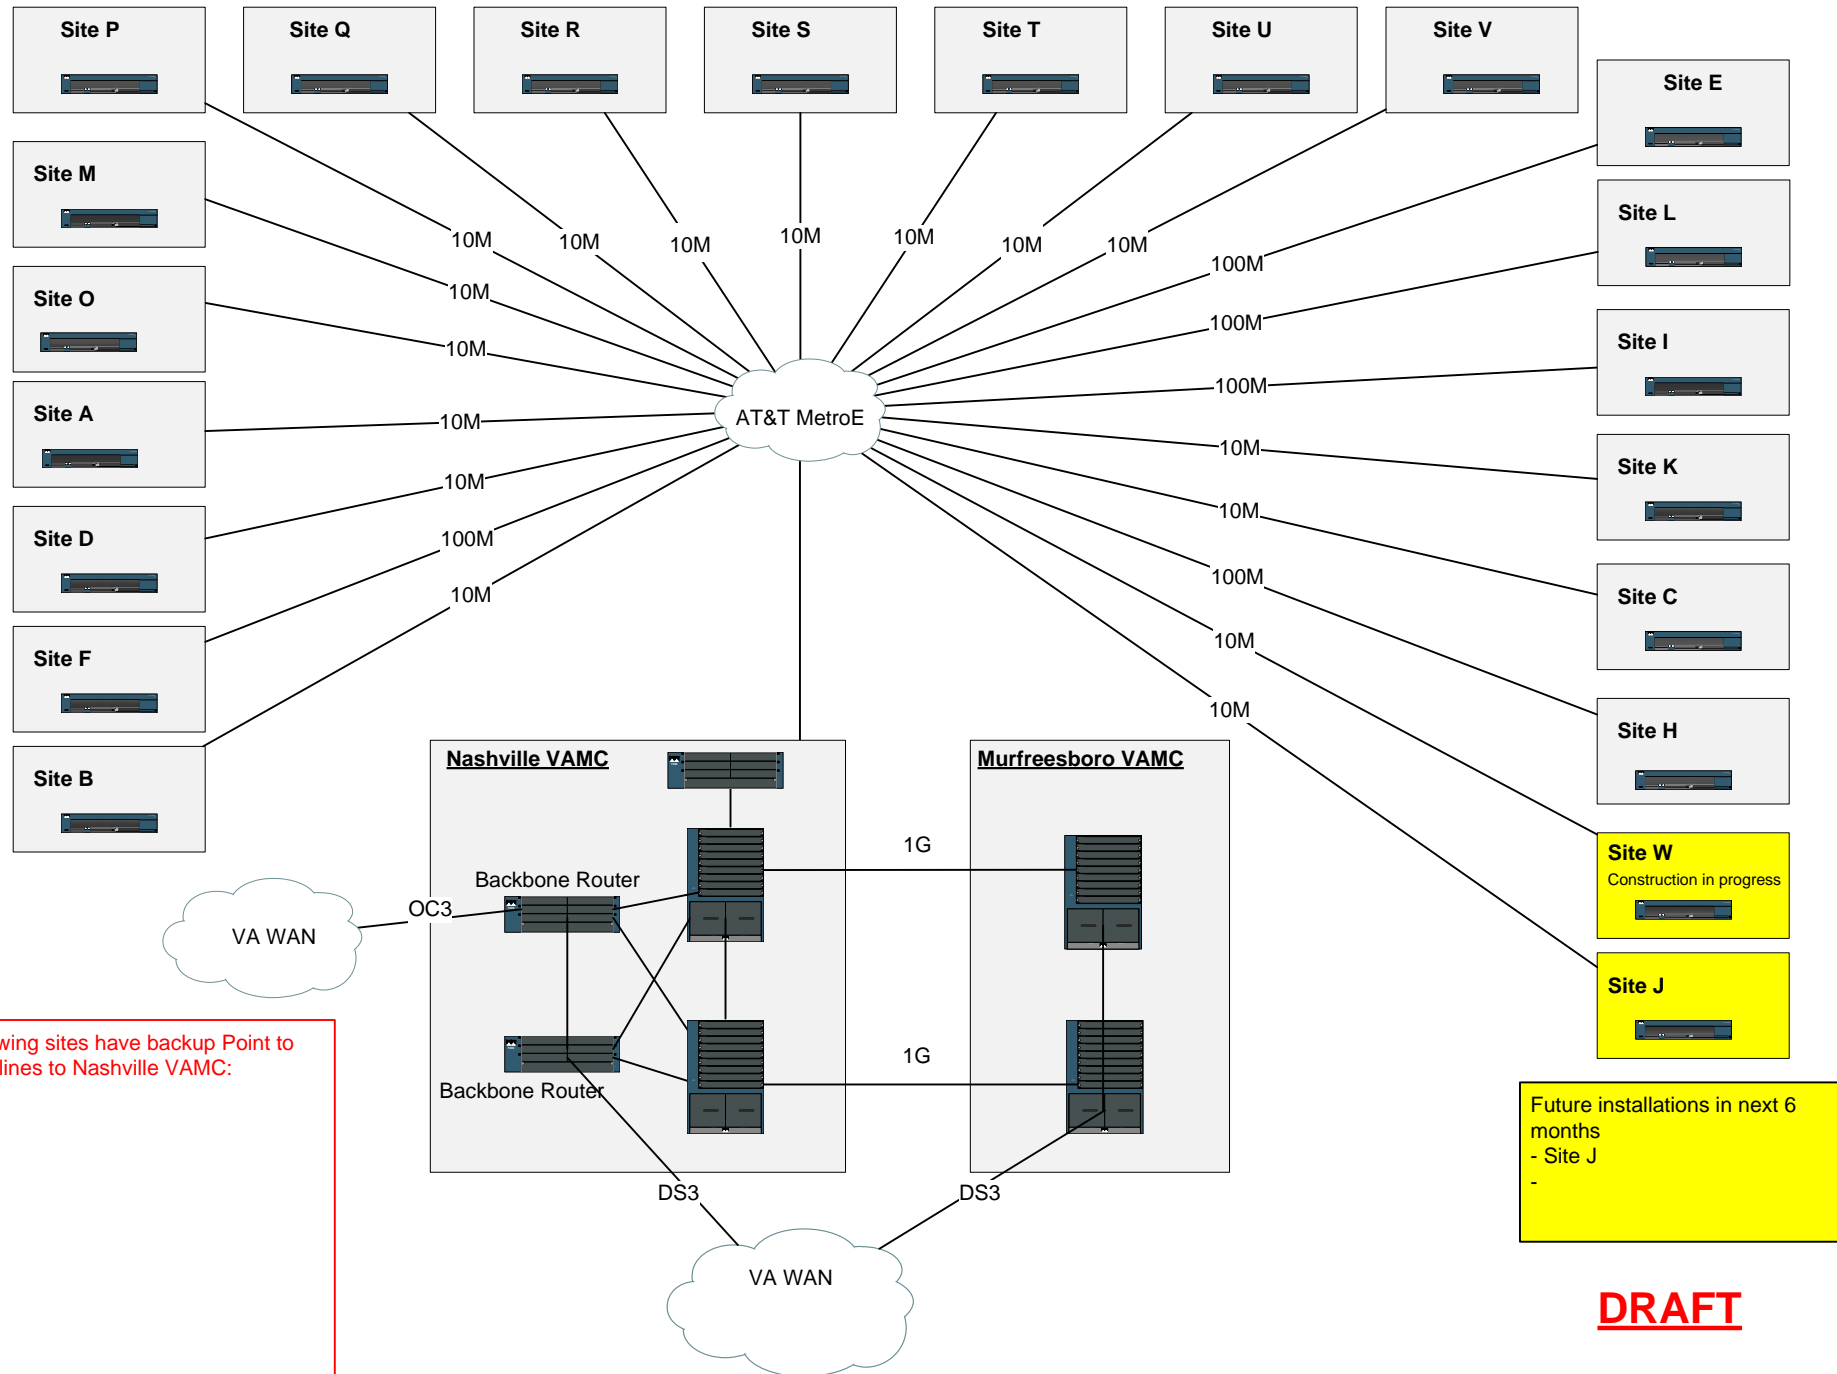 Site P
Site Q
Site R
Site S
Site T
Site U
Site V
Site E
Site M
Site L
Site O
Site I
Site A
Site K
Site D
Site C
Site F
Site H
Site B
Site W
Construction in progress
Site J
10M
10M
10M
10M
10M
10M
10M
100M
10M
100M
10M
100M
10M
10M
10M
10M
100M
100M
10M
10M
10M
AT&T MetroE
Nashville VAMC
Murfreesboro VAMC
1G
Backbone Router
OC3
VA WAN
1G
Backbone Router
DS3
DS3
VA WAN
wing sites have backup Point to
lines to Nashville VAMC:
Future installations in next 6
months
- Site J
-
DRAFT